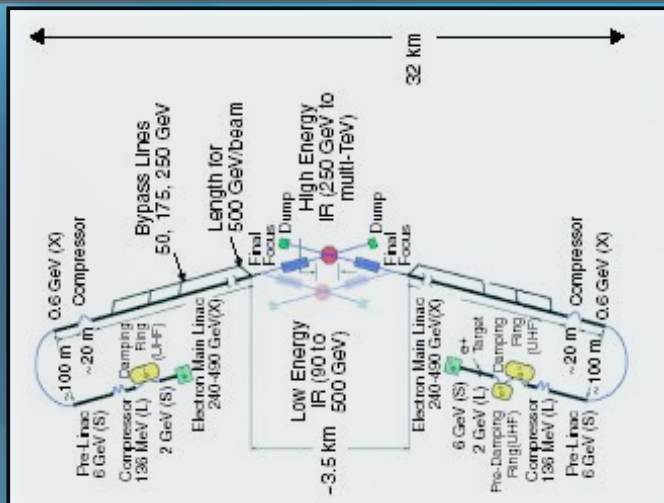 32 km
Bypass Lines
50, 175, 250 GeV
Length for
500 GeV/beam
High Energy
IR (250 GeV to
multi-TeV)
Dump
Dump
Final
Focus
Final
Focus
0.6 GeV (X)
Compressor
~20 m
~100 m
Damping
Ring
(UHF)
Electron Main Linac
240-490 GeV(X)
Pre-Linac
6 GeV (S)
Compressor
136 MeV (L)
2 GeV (S)
Low Energy
IR (90 to
500 GeV)
~3.5 km
Electron Main Linac
240-490 GeV(X)
6 GeV (S)
2 GeV (L)
e+
Target
Pre-Damping
Ring(UHF)
Damping
Ring
(UHF)
Compressor
136 MeV (L)
Pre-Linac
6 GeV (S)
Compressor
0.6 GeV (X)
~20 m
~100 m